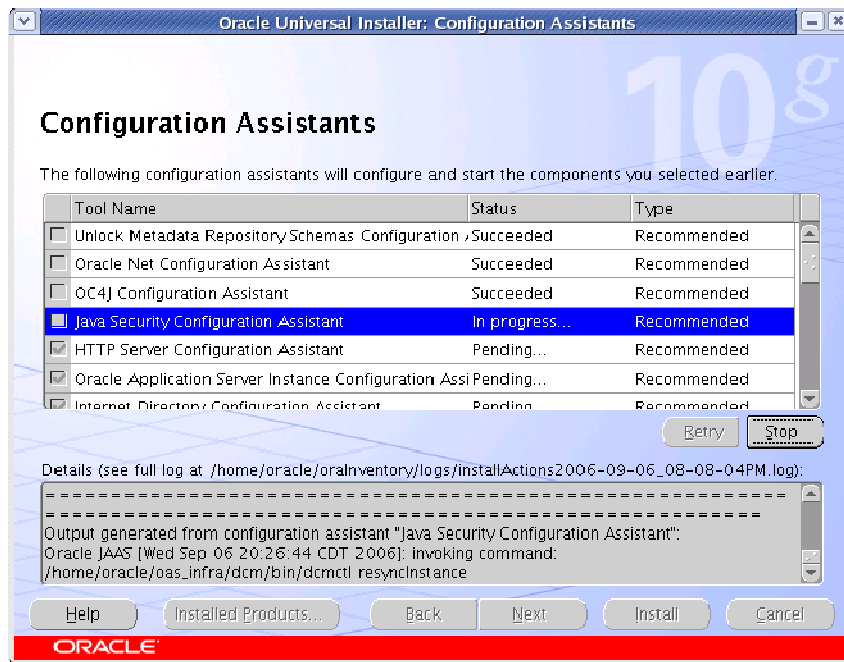 Oracle Universal Installer: Configuration Assistants
10g
Configuration Assistants
The following configuration assistants will configure and start the components you selected earlier.
Tool Name Status Type
Unlock Metadata Repository Schemas Configuration Succeeded Recommended
Oracle Net Configuration Assistant Succeeded Recommended
OC4J Configuration Assistant Succeeded Recommended
Java Security Configuration Assistant In progress... Recommended
HTTP Server Configuration Assistant Pending... Recommended
Oracle Application Server Instance Configuration Assi Pending... Recommended
Internet Directory Configuration Assistant Pending Recommended
Retry Stop
Details (see full log at /home/oracle/oraInventory/logs/installActions2006-09-06_08-08-04PM.log):
Output generated from configuration assistant "Java Security Configuration Assistant":
Oracle JAAS [Wed Sep 06 20:26:44 CDT 2006]: invoking command:
/home/oracle/oas_infra/dcm/bin/dcmctl resyncInstance
Help Installed Products... Back Next Install Cancel
ORACLE